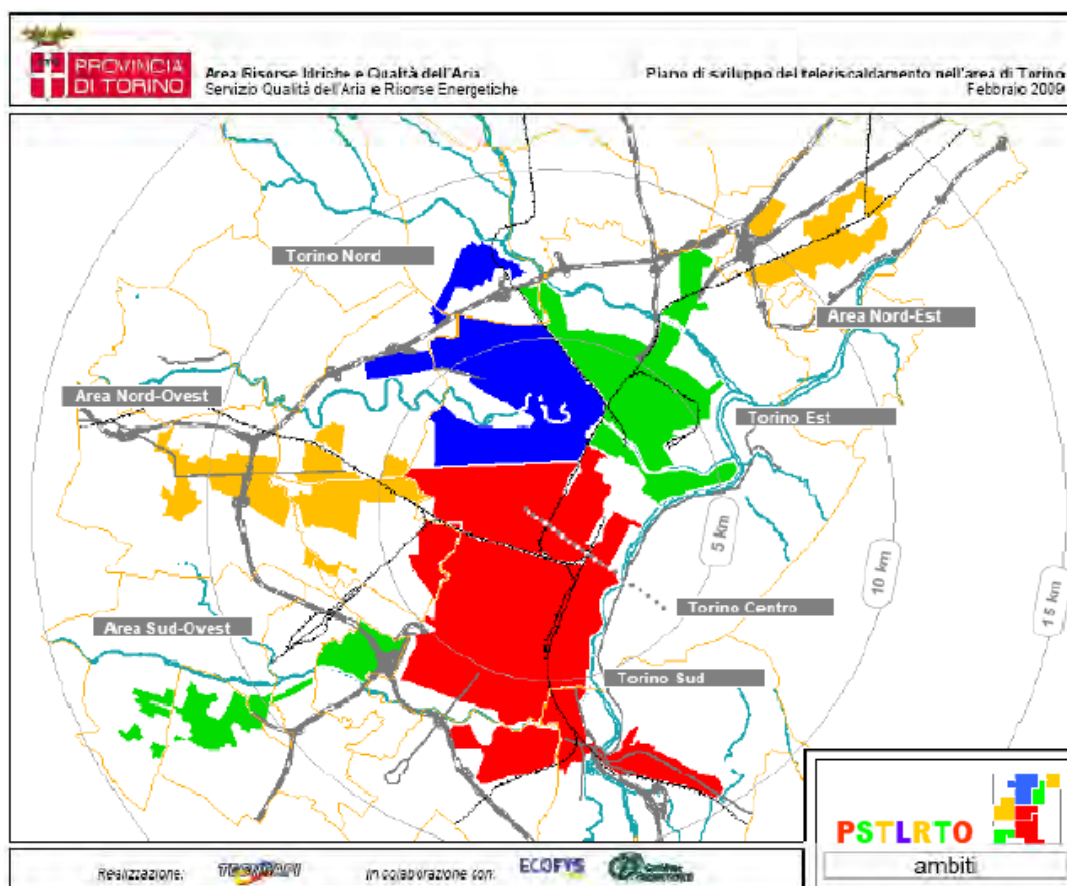 PROVINCIA
DI TORINO
Area Risorse Idriche e Qualità dell'Aria
Servizio Qualità dell'Aria e Risorse Energetiche
Piano di sviluppo del teleriscaldamento nell'area di Torino
Febbraio 2009
Torino Nord
Area Nord-Est
Area Nord-Ovest
Torino Est
5 km
10 km
15 km
Torino Centro
Area Sud-Ovest
Torino Sud
PSTLRTO
ambiti
Realizzazione:
In collaborazione con:
ECOFYS